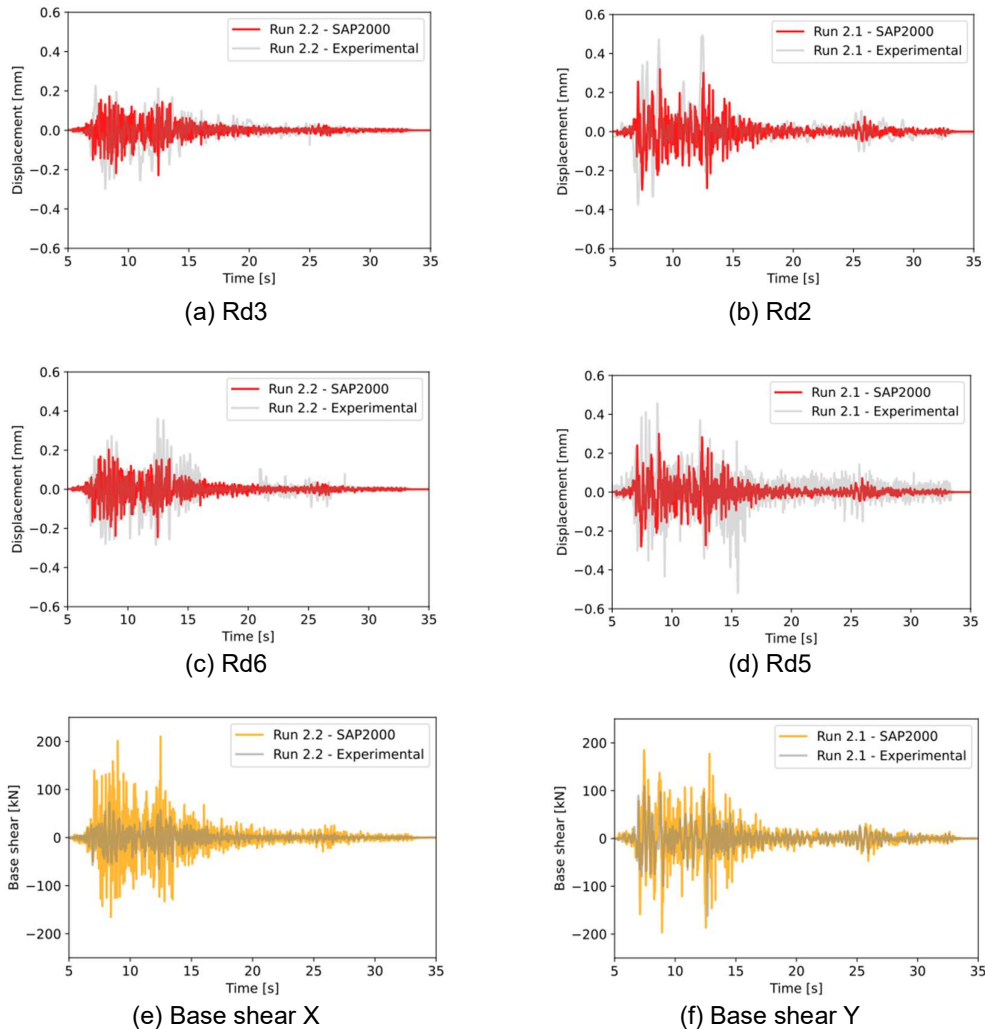 Run 2.2 - SAP2000
Run 2.2 - Experimental
0.6
0.4
0.2
0.0
−0.2
−0.4
−0.6
Displacement [mm]
5 10 15 20 25 30 35
Time [s]
(a) Rd3
Run 2.1 - SAP2000
Run 2.1 - Experimental
0.6
0.4
0.2
0.0
−0.2
−0.4
−0.6
Displacement [mm]
5 10 15 20 25 30 35
Time [s]
(b) Rd2
Run 2.2 - SAP2000
Run 2.2 - Experimental
0.6
0.4
0.2
0.0
−0.2
−0.4
−0.6
Displacement [mm]
5 10 15 20 25 30 35
Time [s]
(c) Rd6
Run 2.1 - SAP2000
Run 2.1 - Experimental
0.6
0.4
0.2
0.0
−0.2
−0.4
−0.6
Displacement [mm]
5 10 15 20 25 30 35
Time [s]
(d) Rd5
Run 2.2 - SAP2000
Run 2.2 - Experimental
200
100
0
−100
−200
Base shear [kN]
5 10 15 20 25 30 35
Time [s]
(e) Base shear X
Run 2.1 - SAP2000
Run 2.1 - Experimental
200
100
0
−100
−200
Base shear [kN]
5 10 15 20 25 30 35
Time [s]
(f) Base shear Y